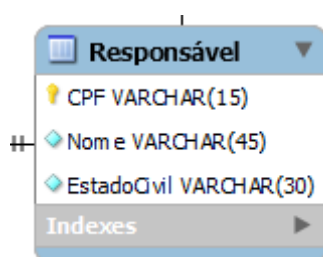 Responsável
CPF VARCHAR(15)
Nome VARCHAR(45)
EstadoCivil VARCHAR(30)
Indexes